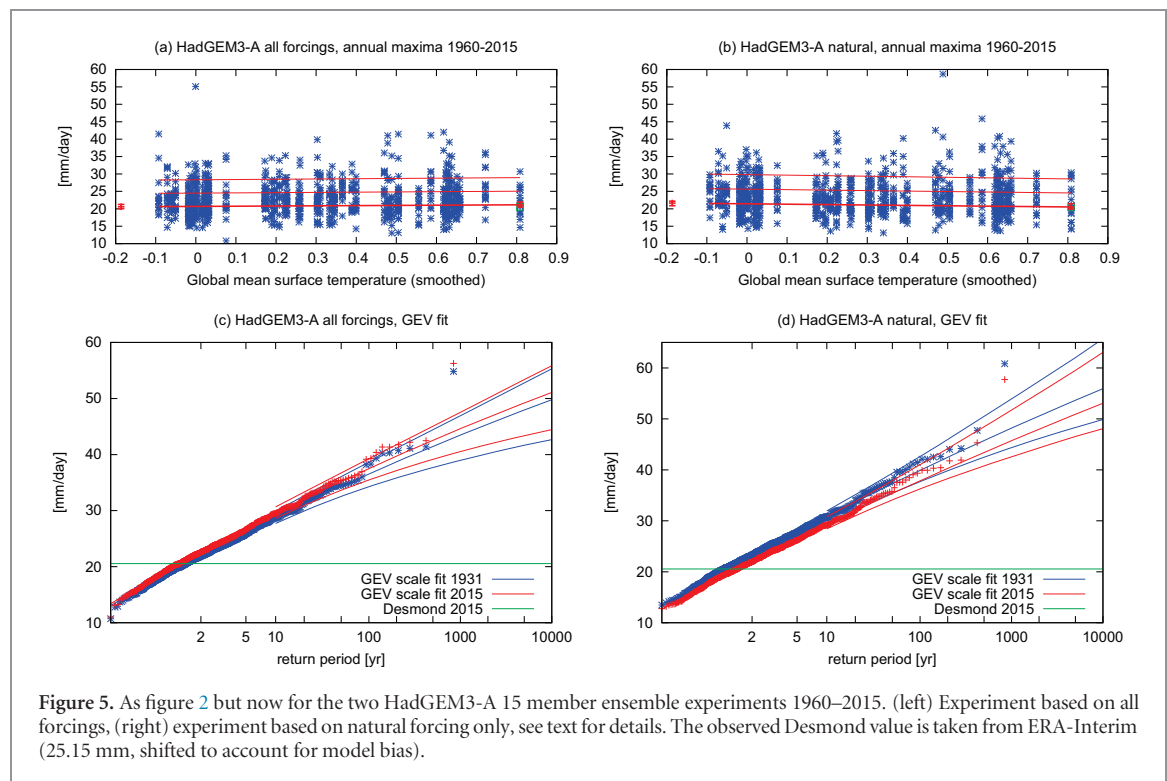 (a) HadGEM3-A all forcings, annual maxima 1960-2015
[mm/day]
60
55
50
45
40
35
30
25
20
15
10
-0.2 -0.1 0 0.1 0.2 0.3 0.4 0.5 0.6 0.7 0.8 0.9
Global mean surface temperature (smoothed)
(b) HadGEM3-A natural, annual maxima 1960-2015
[mm/day]
60
55
50
45
40
35
30
25
20
15
10
-0.2 -0.1 0 0.1 0.2 0.3 0.4 0.5 0.6 0.7 0.8 0.9
Global mean surface temperature (smoothed)
(c) HadGEM3-A all forcings, GEV fit
[mm/day]
60
50
40
30
20
10
GEV scale fit 1931
GEV scale fit 2015
Desmond 2015
2 5 10 100 1000 10000
return period [yr]
(d) HadGEM3-A natural, GEV fit
[mm/day]
60
50
40
30
20
10
GEV scale fit 1931
GEV scale fit 2015
Desmond 2015
2 5 10 100 1000 10000
return period [yr]
Figure 5. As figure 2 but now for the two HadGEM3-A 15 member ensemble experiments 1960–2015. (left) Experiment based on all
forcings, (right) experiment based on natural forcing only, see text for details. The observed Desmond value is taken from ERA-Interim
(25.15 mm, shifted to account for model bias).